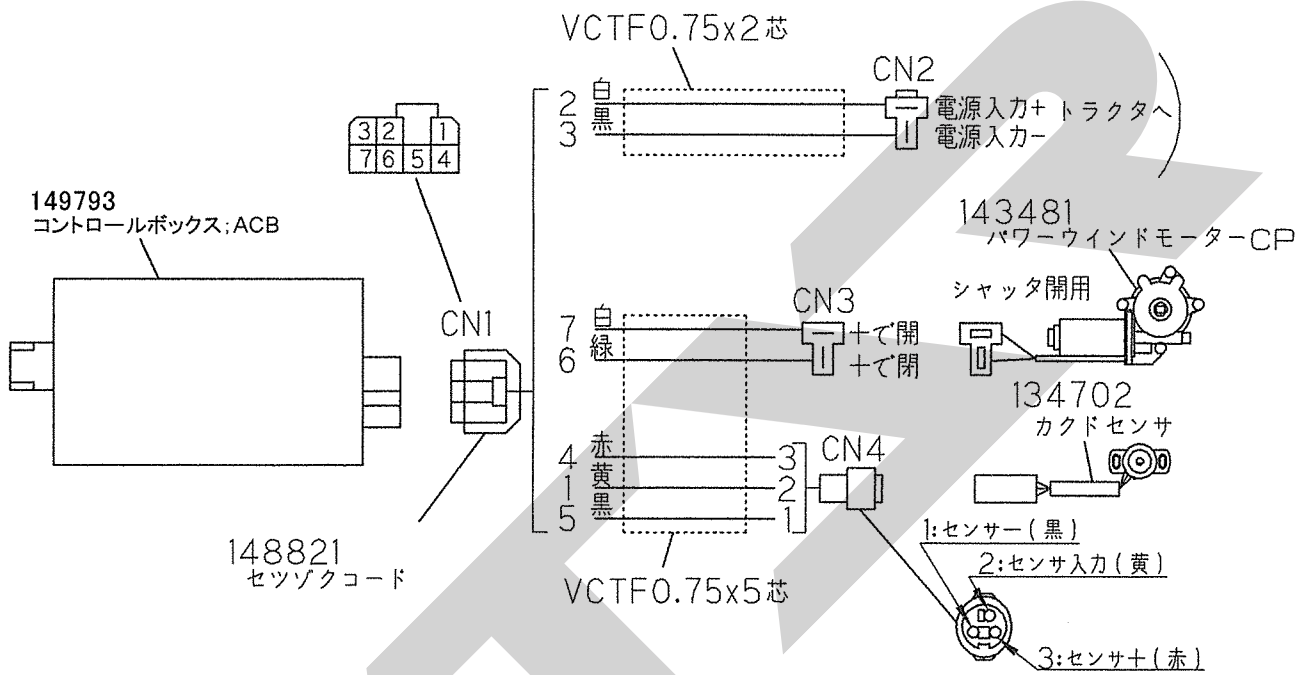 VCTF0.75x2芯
CN2
2 白
3 黒
電源入力+ トラクタへ
電源入力-
3 2 1
7 6 5 4
149793
コントロールボックス;ACB
143481
パワーウインドモーターCP
シャッタ開用
CN1
CN3
7 白
6 緑
+で開
+で閉
134702
カクドセンサ
CN4
4 赤 3
1 黄 2
5 黒 1
148821
セツゾクコード
VCTF0.75x5芯
1:センサー(黒)
2:センサ入力(黄)
3:センサ+(赤)